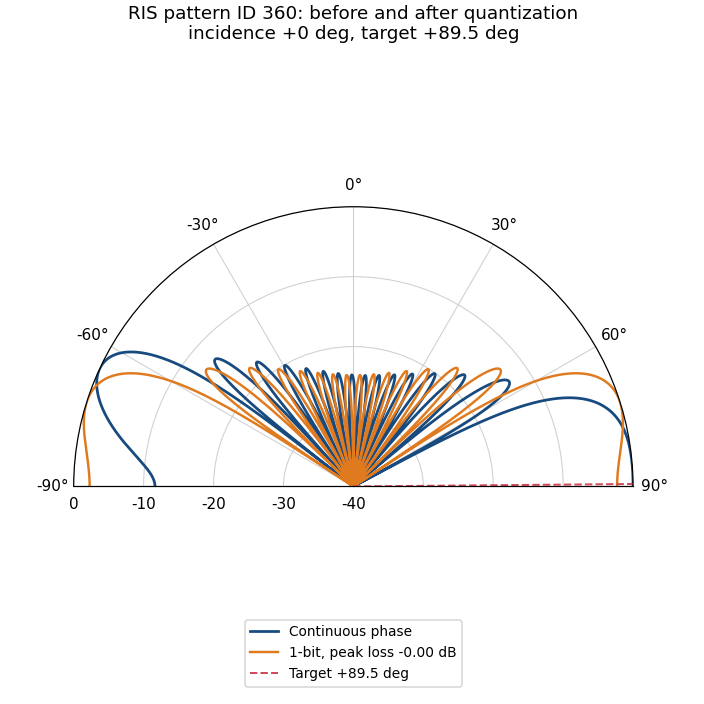 RIS pattern ID 360: before and after quantization
incidence +0 deg, target +89.5 deg
0°
-30°
30°
-60°
60°
-90°
90°
0
-10
-20
-30
-40
Continuous phase
1-bit, peak loss -0.00 dB
Target +89.5 deg